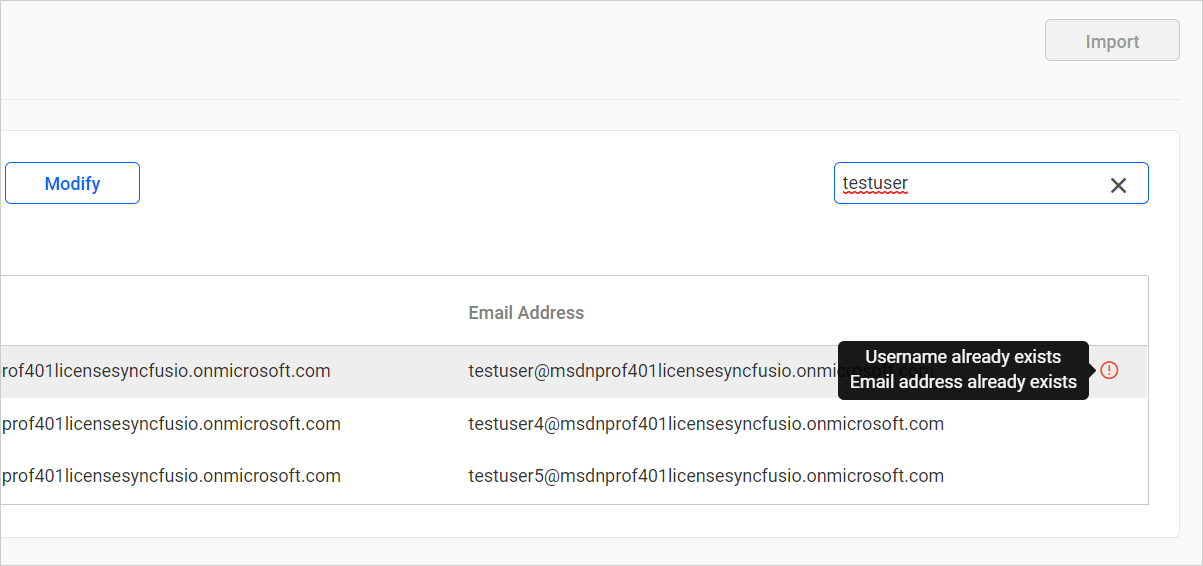 Import
Modify
testuser
Email Address
rof401licensesyncfusio.onmicrosoft.com
testuser@msdnprof401licensesyncfusio.onmicrosoft.com
Username already exists
Email address already exists
prof401licensesyncfusio.onmicrosoft.com
testuser4@msdnprof401licensesyncfusio.onmicrosoft.com
prof401licensesyncfusio.onmicrosoft.com
testuser5@msdnprof401licensesyncfusio.onmicrosoft.com